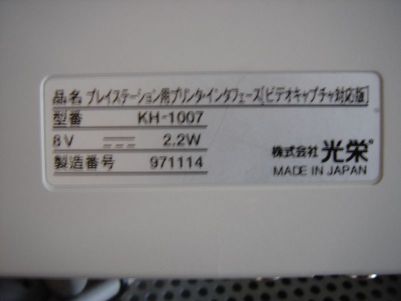 品名 プレイステーション用プリンタ・インタフェース[ビデオキャプチャ対応版]
型番 KH-1007
8V ⎓ 2.2W
製造番号 971114
株式会社 光栄®
MADE IN JAPAN